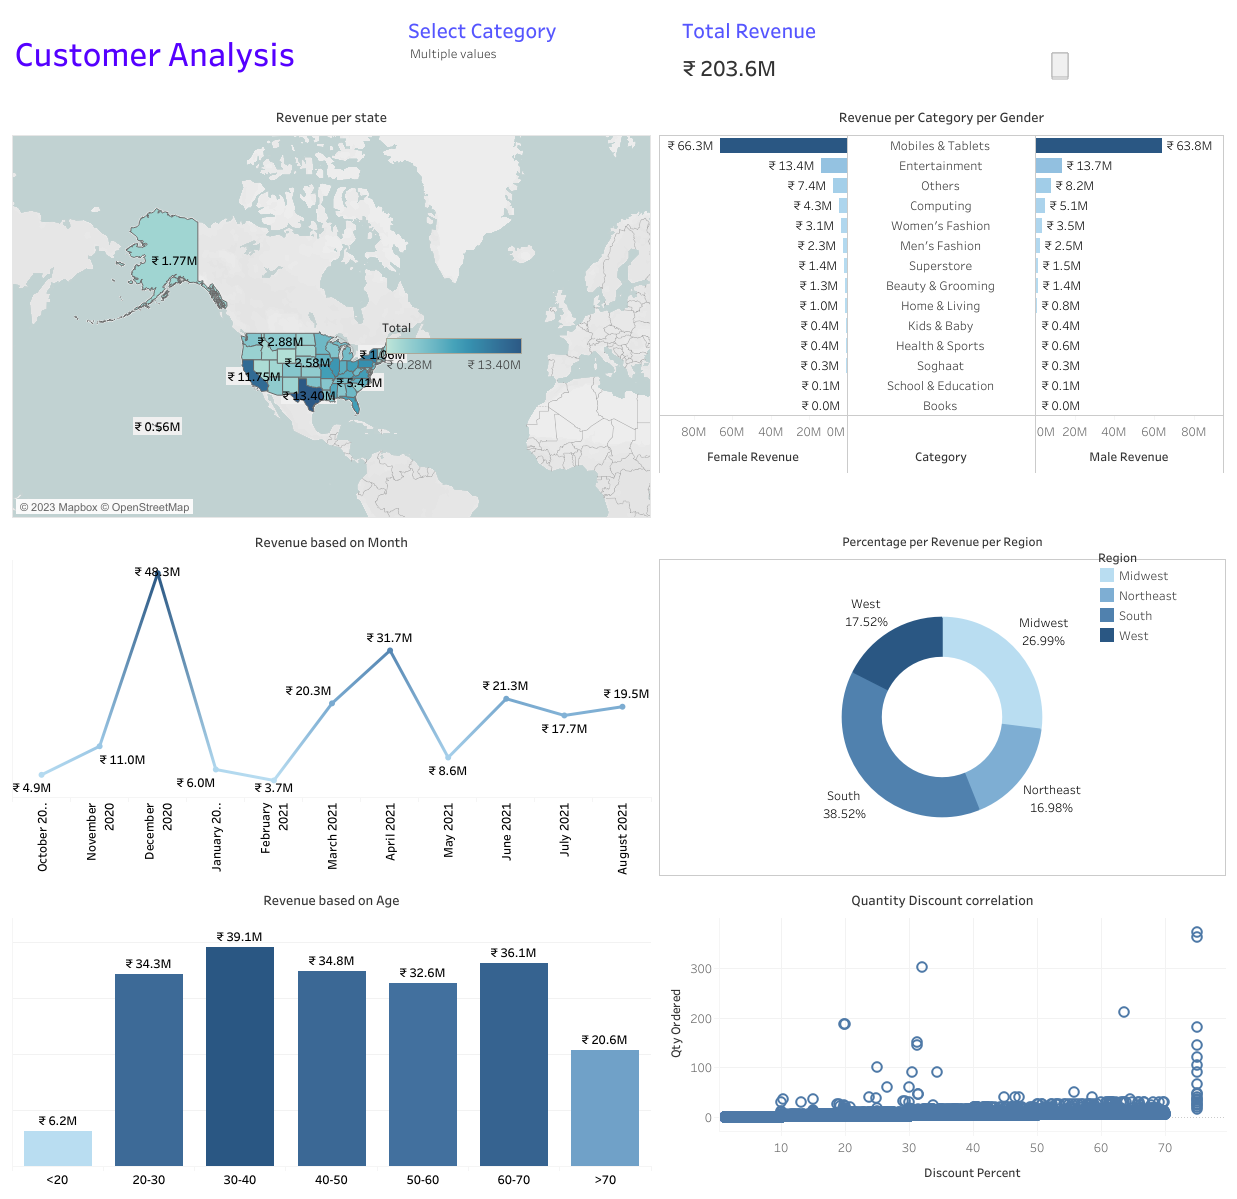 Customer Analysis
Select Category
Multiple values
Total Revenue
₹ 203.6M
Revenue per state
₹ 1.77M
₹ 2.88M
₹ 2.58M
₹ 1.06M
₹ 11.75M
₹ 5.41M
₹ 13.40M
₹ 0.56M
Total
₹ 0.28M
₹ 13.40M
© 2023 Mapbox © OpenStreetMap
Revenue per Category per Gender
₹ 66.3M Mobiles & Tablets ₹ 63.8M
₹ 13.4M Entertainment ₹ 13.7M
₹ 7.4M Others ₹ 8.2M
₹ 4.3M Computing ₹ 5.1M
₹ 3.1M Women's Fashion ₹ 3.5M
₹ 2.3M Men's Fashion ₹ 2.5M
₹ 1.4M Superstore ₹ 1.5M
₹ 1.3M Beauty & Grooming ₹ 1.4M
₹ 1.0M Home & Living ₹ 0.8M
₹ 0.4M Kids & Baby ₹ 0.4M
₹ 0.4M Health & Sports ₹ 0.6M
₹ 0.3M Soghaat ₹ 0.3M
₹ 0.1M School & Education ₹ 0.1M
₹ 0.0M Books ₹ 0.0M
80M 60M 40M 20M 0M 0M 20M 40M 60M 80M
Female Revenue Category Male Revenue
Revenue based on Month
₹ 48.3M
₹ 31.7M
₹ 20.3M
₹ 21.3M
₹ 19.5M
₹ 17.7M
₹ 11.0M
₹ 8.6M
₹ 6.0M
₹ 4.9M
₹ 3.7M
October 20..
November
2020
December
2020
January 20..
February
2021
March 2021
April 2021
May 2021
June 2021
July 2021
August 2021
Percentage per Revenue per Region
Region
Midwest
Northeast
South
West
West
17.52%
Midwest
26.99%
South
38.52%
Northeast
16.98%
Revenue based on Age
₹ 6.2M
₹ 34.3M
₹ 39.1M
₹ 34.8M
₹ 32.6M
₹ 36.1M
₹ 20.6M
<20 20-30 30-40 40-50 50-60 60-70 >70
Quantity Discount correlation
Qty Ordered
300
200
100
0
10 20 30 40 50 60 70
Discount Percent